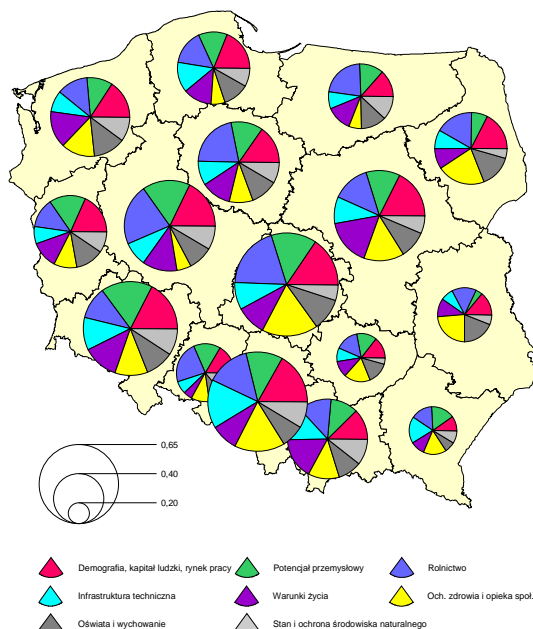 0,65
0,40
0,20
Demografia, kapitał ludzki, rynek pracy
Potencjał przemysłowy
Rolnictwo
Infrastruktura techniczna
Warunki życia
Och. zdrowia i opieka społ.
Oświata i wychowanie
Stan i ochrona środowiska naturalnego